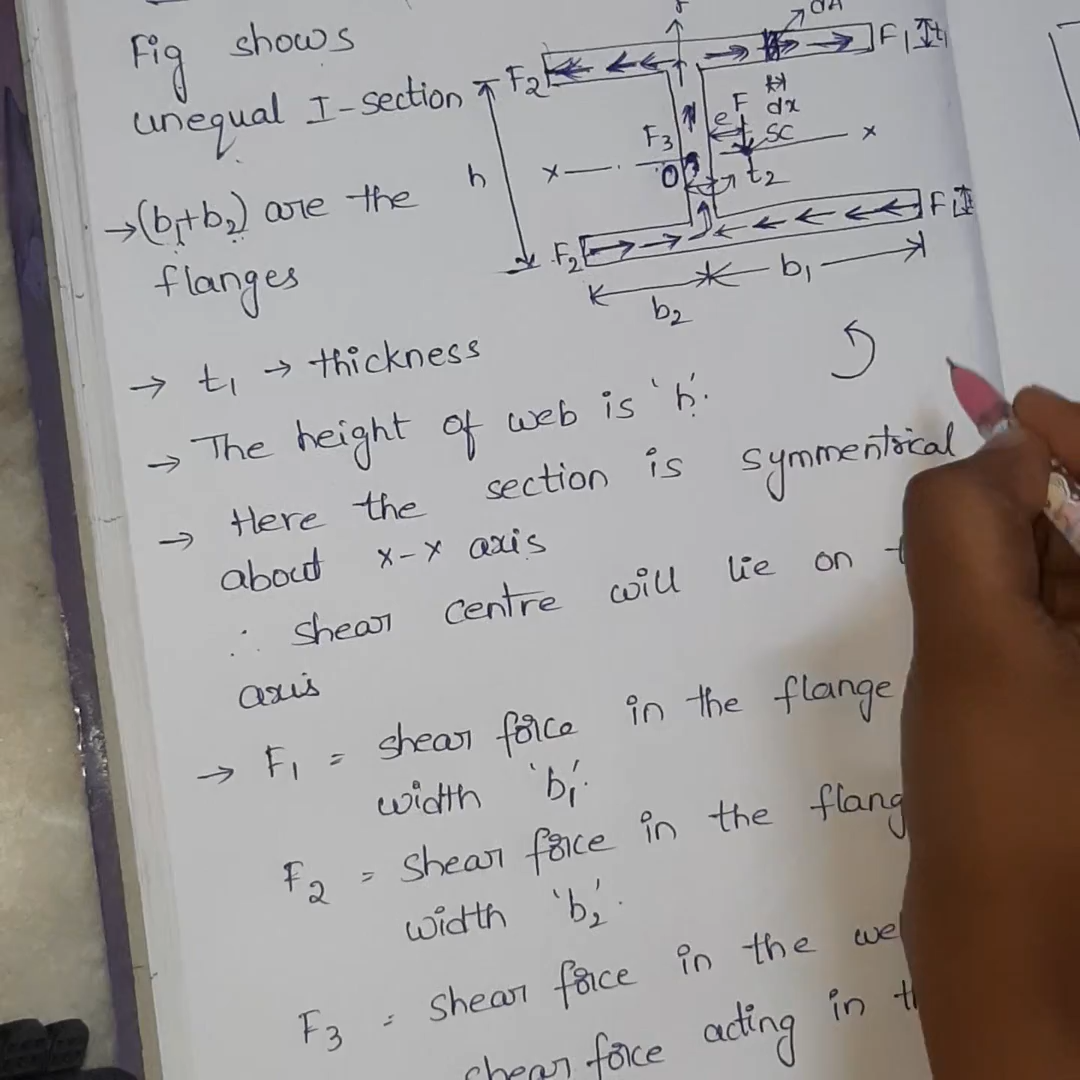 Fig shows
unequal I-section
→(b₁+b₂) are the
flanges
→ t₁ → thickness
→ The height of web is 'h'.
→ Here the section is symmentrical
about x-x axis
∴ shear centre will lie on
axis
→ F₁ = shear force in the flange
width 'b₁'.
F₂ = shear force in the
width 'b₂'.
F₃ = shear force in the
shear force acting in
dA
F₂
F₁ t₁
dx
F
e
SC
F₃
h
x
x
O
t₂
F₂
F₁
b₁
b₂